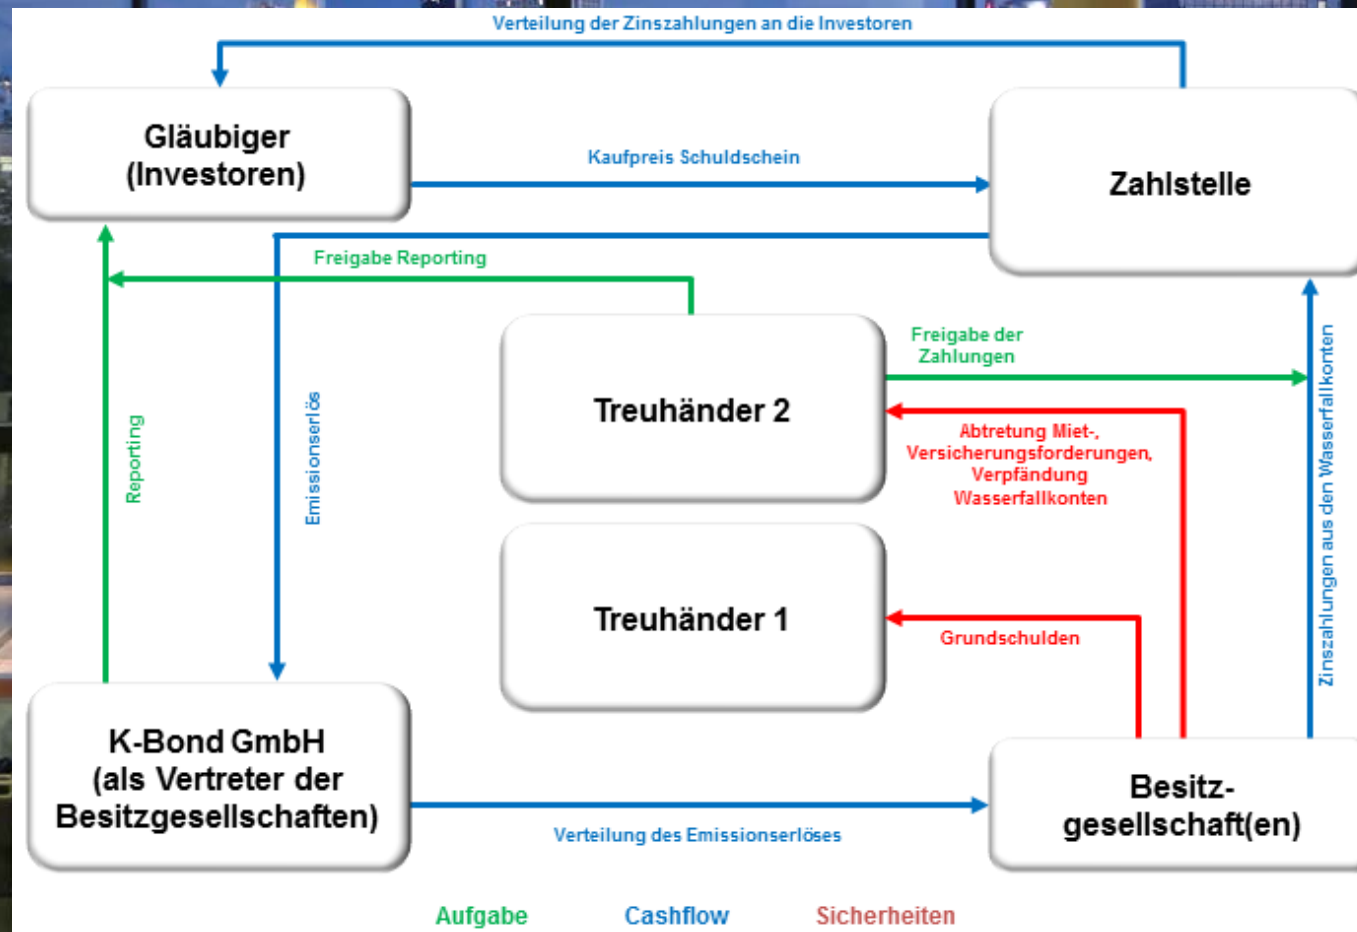 Verteilung der Zinszahlungen an die Investoren
Gläubiger
(Investoren)
Kaufpreis Schuldschein
Zahlstelle
Freigabe Reporting
Treuhänder 2
Freigabe der
Zahlungen
Abtretung Miet-,
Versicherungsforderungen,
Verpfändung
Wasserfallkonten
Reporting
Emissionserlös
Zinszahlungen aus den Wasserfallkonten
Treuhänder 1
Grundschulden
K-Bond GmbH
(als Vertreter der
Besitzgesellschaften)
Verteilung des Emissionserlöses
Besitz-
gesellschaft(en)
Aufgabe
Cashflow
Sicherheiten